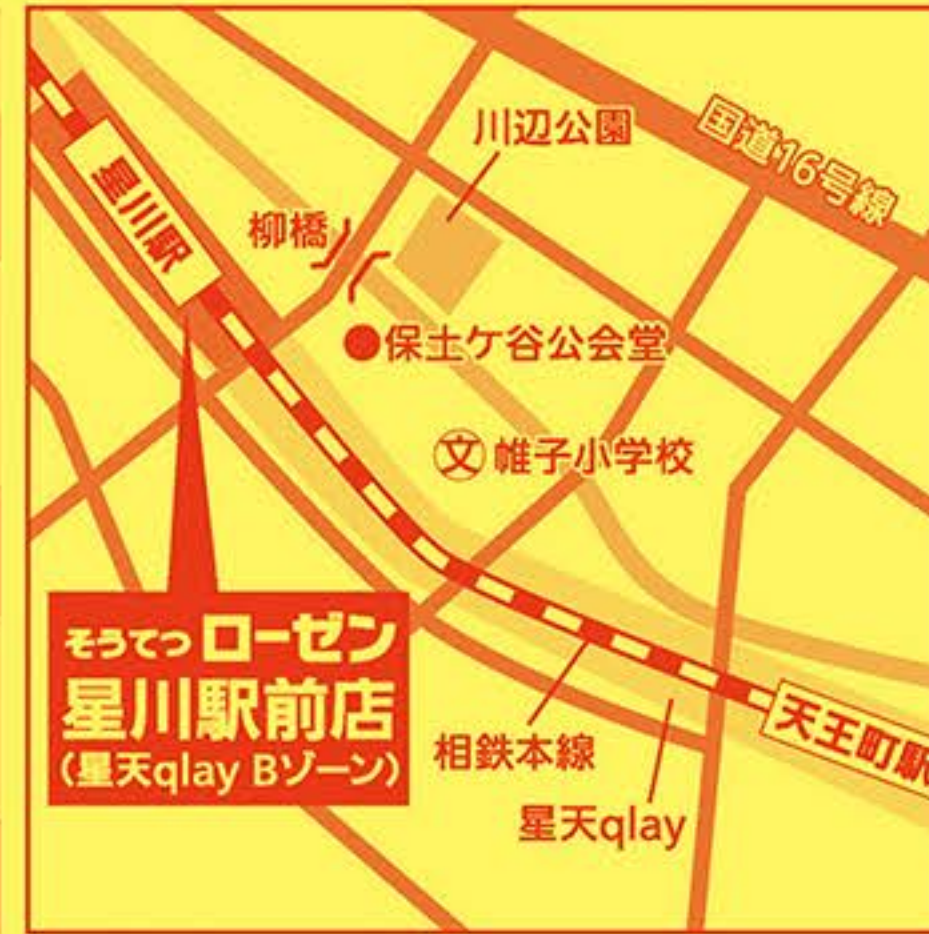 川辺公園
国道16号線
星川駅
柳橋
保土ケ谷公会堂
文 帷子小学校
そうてつ ローゼン
星川駅前店
(星天qlay Bゾーン)
相鉄本線
星天qlay
天王町駅